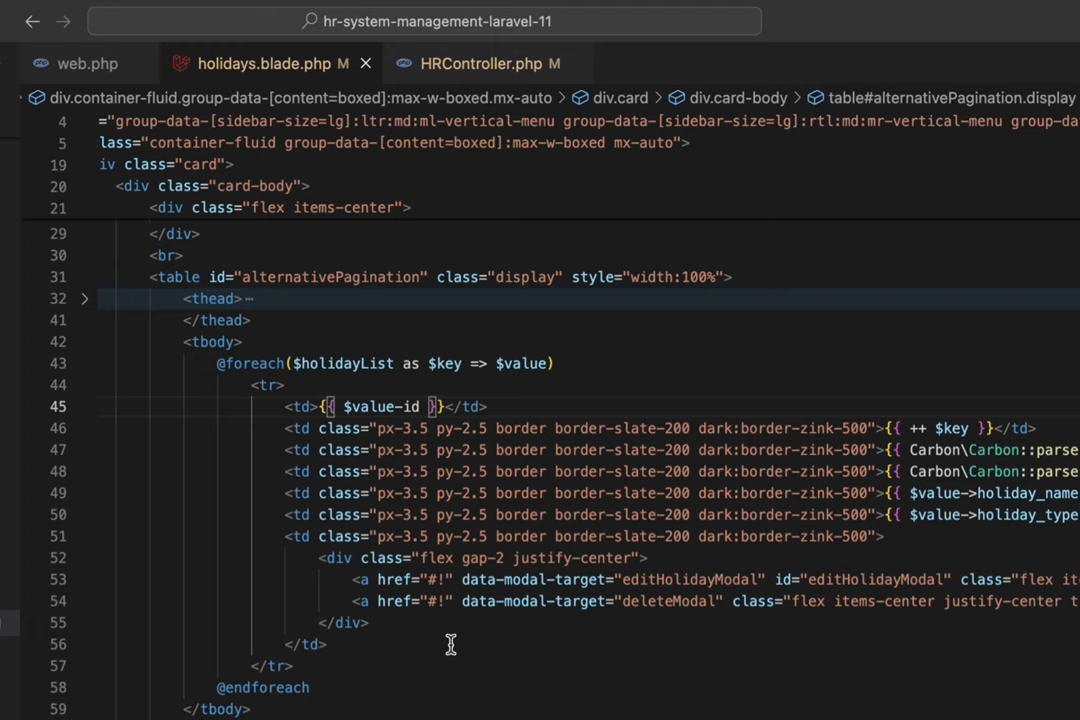 hr-system-management-laravel-11
web.php holidays.blade.php M HRController.php M
div.container-fluid.group-data-[content=boxed]:max-w-boxed.mx-auto > div.card > div.card-body > table#alternativePagination.display
4 ="group-data-[sidebar-size=lg]:ltr:md:ml-vertical-menu group-data-[sidebar-size=lg]:rtl:md:mr-vertical-menu group-da
5 lass="container-fluid group-data-[content=boxed]:max-w-boxed mx-auto">
19 iv class="card">
20 <div class="card-body">
21 <div class="flex items-center">
29 </div>
30 <br>
31 <table id="alternativePagination" class="display" style="width:100%">
32 <thead>⋯
41 </thead>
42 <tbody>
43 @foreach($holidayList as $key => $value)
44 <tr>
45 <td>{{ $value-id }}</td>
46 <td class="px-3.5 py-2.5 border border-slate-200 dark:border-zink-500">{{ ++ $key }}</td>
47 <td class="px-3.5 py-2.5 border border-slate-200 dark:border-zink-500">{{ Carbon\Carbon::parse
48 <td class="px-3.5 py-2.5 border border-slate-200 dark:border-zink-500">{{ Carbon\Carbon::parse
49 <td class="px-3.5 py-2.5 border border-slate-200 dark:border-zink-500">{{ $value->holiday_name
50 <td class="px-3.5 py-2.5 border border-slate-200 dark:border-zink-500">{{ $value->holiday_type
51 <td class="px-3.5 py-2.5 border border-slate-200 dark:border-zink-500">
52 <div class="flex gap-2 justify-center">
53 <a href="#!" data-modal-target="editHolidayModal" id="editHolidayModal" class="flex ite
54 <a href="#!" data-modal-target="deleteModal" class="flex items-center justify-center t
55 </div>
56 </td>
57 </tr>
58 @endforeach
59 </tbody>